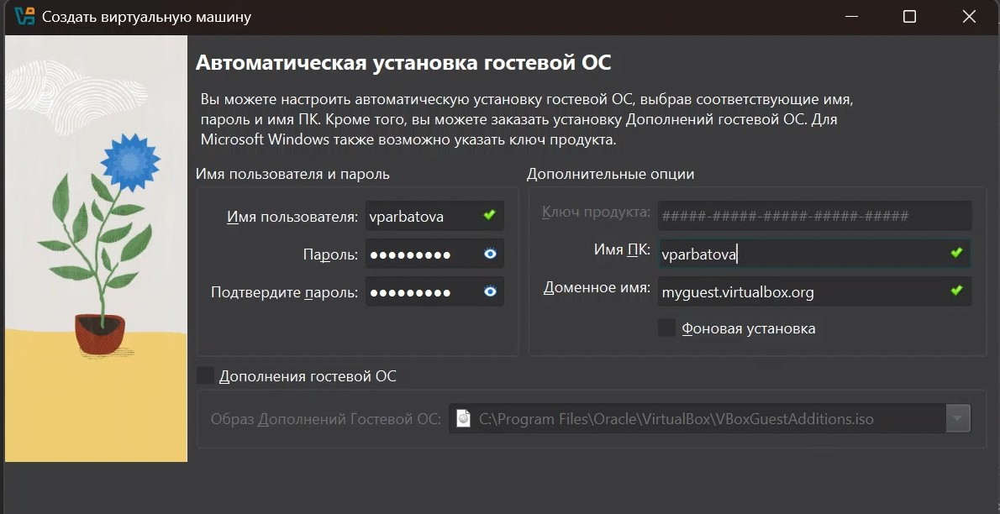 Создать виртуальную машину
Автоматическая установка гостевой ОС
Вы можете настроить автоматическую установку гостевой ОС, выбрав соответствующие имя,
пароль и имя ПК. Кроме того, вы можете заказать установку Дополнений гостевой ОС. Для
Microsoft Windows также возможно указать ключ продукта.
Имя пользователя и пароль
Имя пользователя: vparbatova
Пароль: ●●●●●●●●●
Подтвердите пароль: ●●●●●●●●●
Дополнительные опции
Ключ продукта: #####-#####-#####-#####-#####
Имя ПК: vparbatova
Доменное имя: myguest.virtualbox.org
Фоновая установка
Дополнения гостевой ОС
Образ Дополнений Гостевой ОС: C:\Program Files\Oracle\VirtualBox\VBoxGuestAdditions.iso